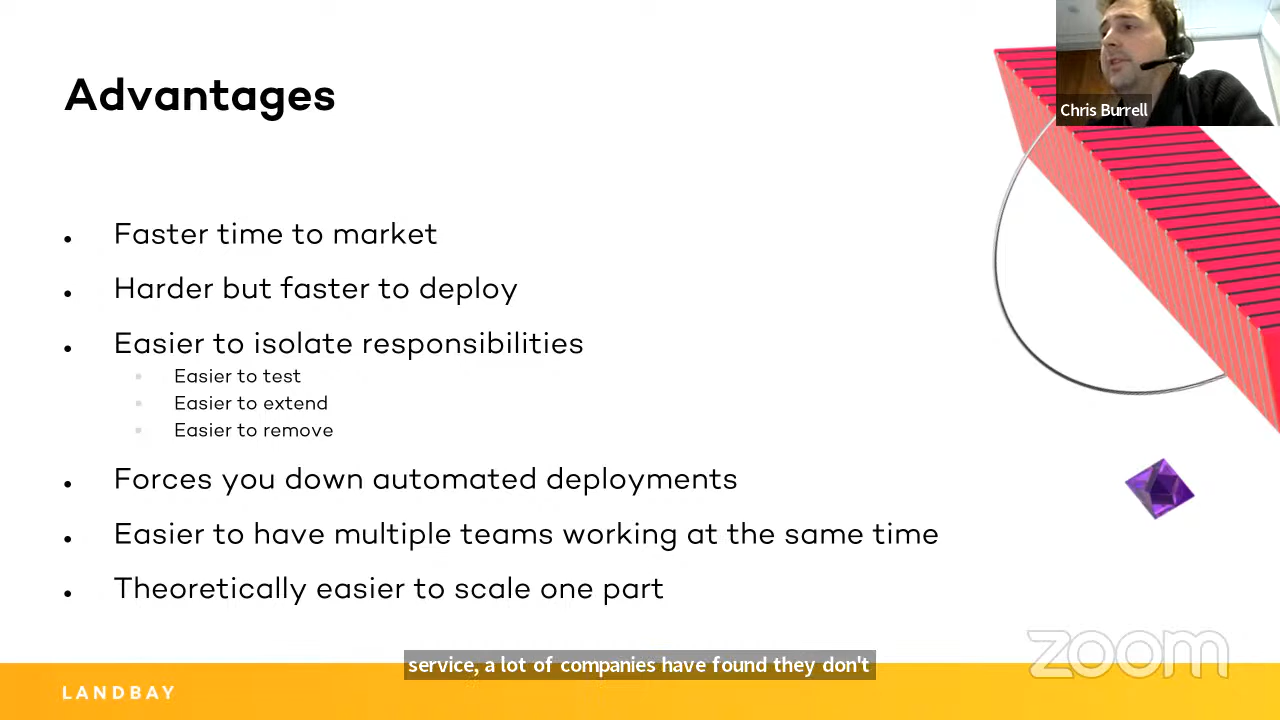 Advantages
Chris Burrell
Faster time to market
Harder but faster to deploy
Easier to isolate responsibilities
Easier to test
Easier to extend
Easier to remove
Forces you down automated deployments
Easier to have multiple teams working at the same time
Theoretically easier to scale one part
zoom
service, a lot of companies have found they don't
LANDBAY